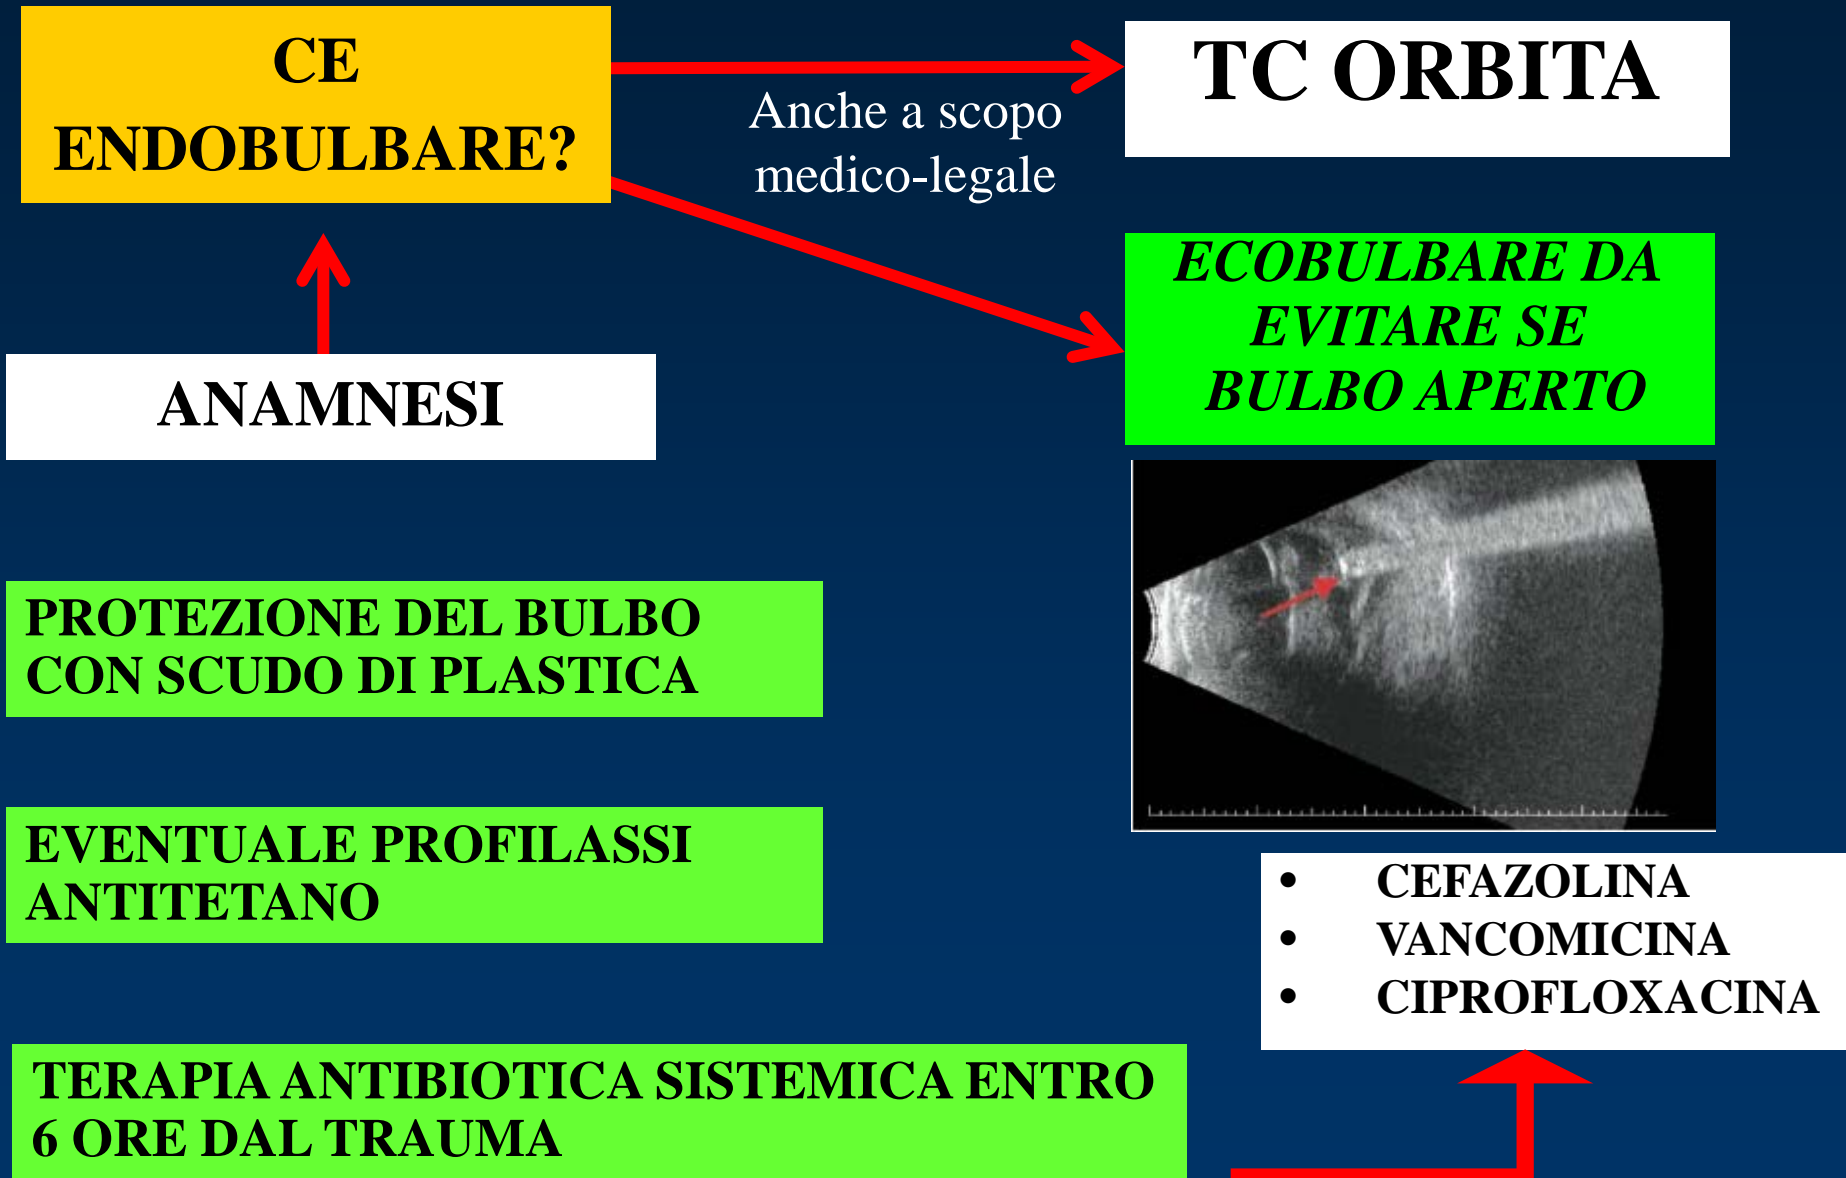 CE
ENDOBULBARE?
Anche a scopo
medico-legale
TC ORBITA
ECOBULBARE DA
EVITARE SE
BULBO APERTO
ANAMNESI
PROTEZIONE DEL BULBO
CON SCUDO DI PLASTICA
EVENTUALE PROFILASSI
ANTITETANO
• CEFAZOLINA
• VANCOMICINA
• CIPROFLOXACINA
TERAPIA ANTIBIOTICA SISTEMICA ENTRO
6 ORE DAL TRAUMA